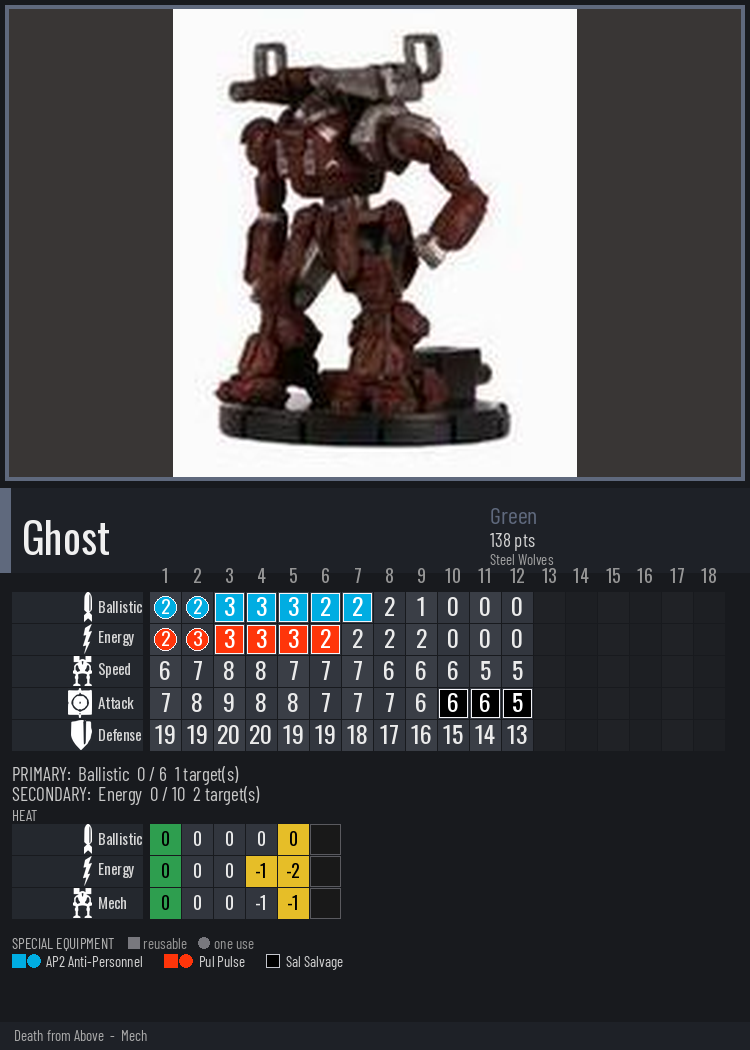 Ghost
Green
138 pts
Steel Wolves
1 2 3 4 5 6 7 8 9 10 11 12 13 14 15 16 17 18
Ballistic 2 2 3 3 3 2 2 2 1 0 0 0
Energy 2 3 3 3 3 2 2 2 2 0 0 0
Speed 6 7 8 8 7 7 7 6 6 6 5 5
Attack 7 8 9 8 8 7 7 7 6 6 6 5
Defense 19 19 20 20 19 19 18 17 16 15 14 13
PRIMARY: Ballistic 0 / 6 1 target(s)
SECONDARY: Energy 0 / 10 2 target(s)
HEAT
Ballistic 0 0 0 0 0
Energy 0 0 0 -1 -2
Mech 0 0 0 -1 -1
SPECIAL EQUIPMENT reusable one use
AP2 Anti-Personnel Pul Pulse Sal Salvage
Death from Above - Mech